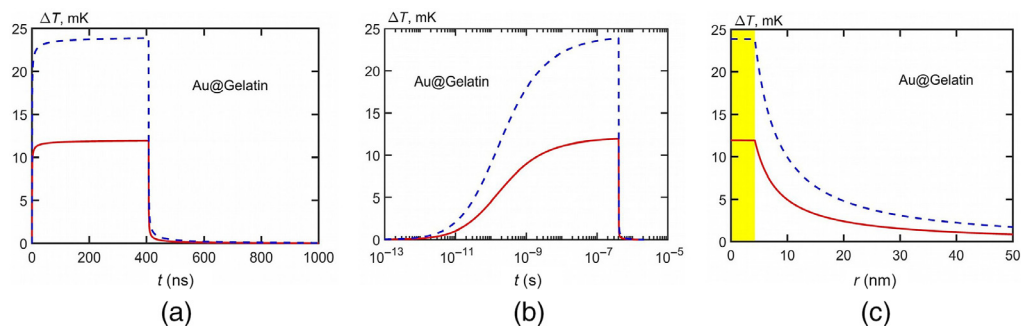 ΔT, mK
25
20
15
10
5
0
Au@Gelatin
0 200 400 600 800 1000
t (ns)
(a)
ΔT, mK
25
20
15
10
5
0
Au@Gelatin
10⁻¹³ 10⁻¹¹ 10⁻⁹ 10⁻⁷ 10⁻⁵
t (s)
(b)
ΔT, mK
25
20
15
10
5
0
Au@Gelatin
0 10 20 30 40 50
r (nm)
(c)